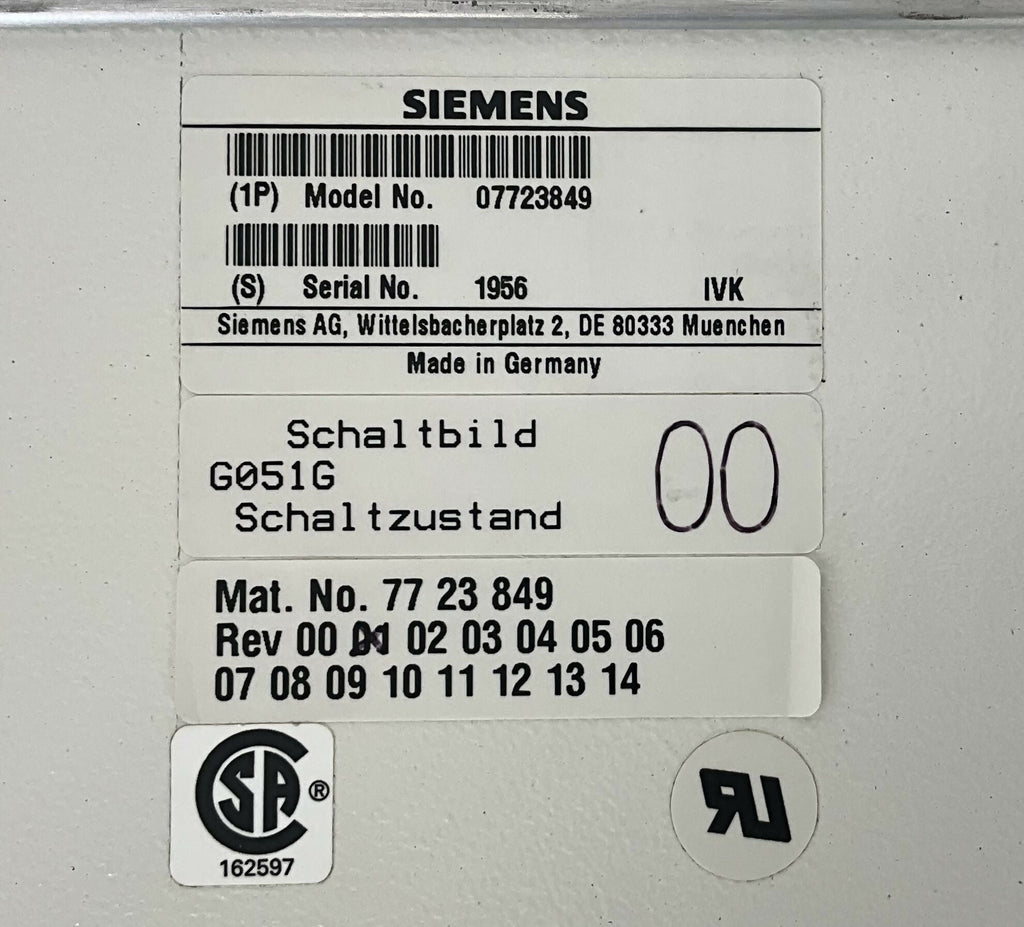 SIEMENS
(1P) Model No. 07723849
(S) Serial No. 1956 IVK
Siemens AG, Wittelsbacherplatz 2, DE 80333 Muenchen
Made in Germany
Schaltbild
G051G
Schaltzustand
00
Mat. No. 77 23 849
Rev 00 01 02 03 04 05 06
07 08 09 10 11 12 13 14
CSA ®
162597
RU